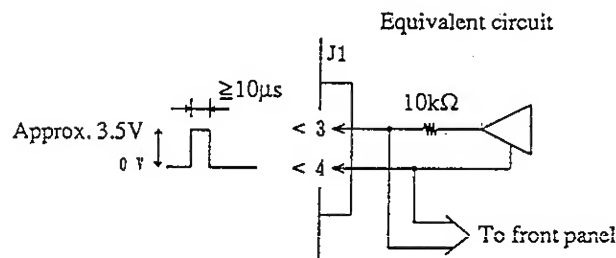 Equivalent circuit
J1
≧10μs
10kΩ
Approx. 3.5V
0 V
< 3
< 4
To front panel